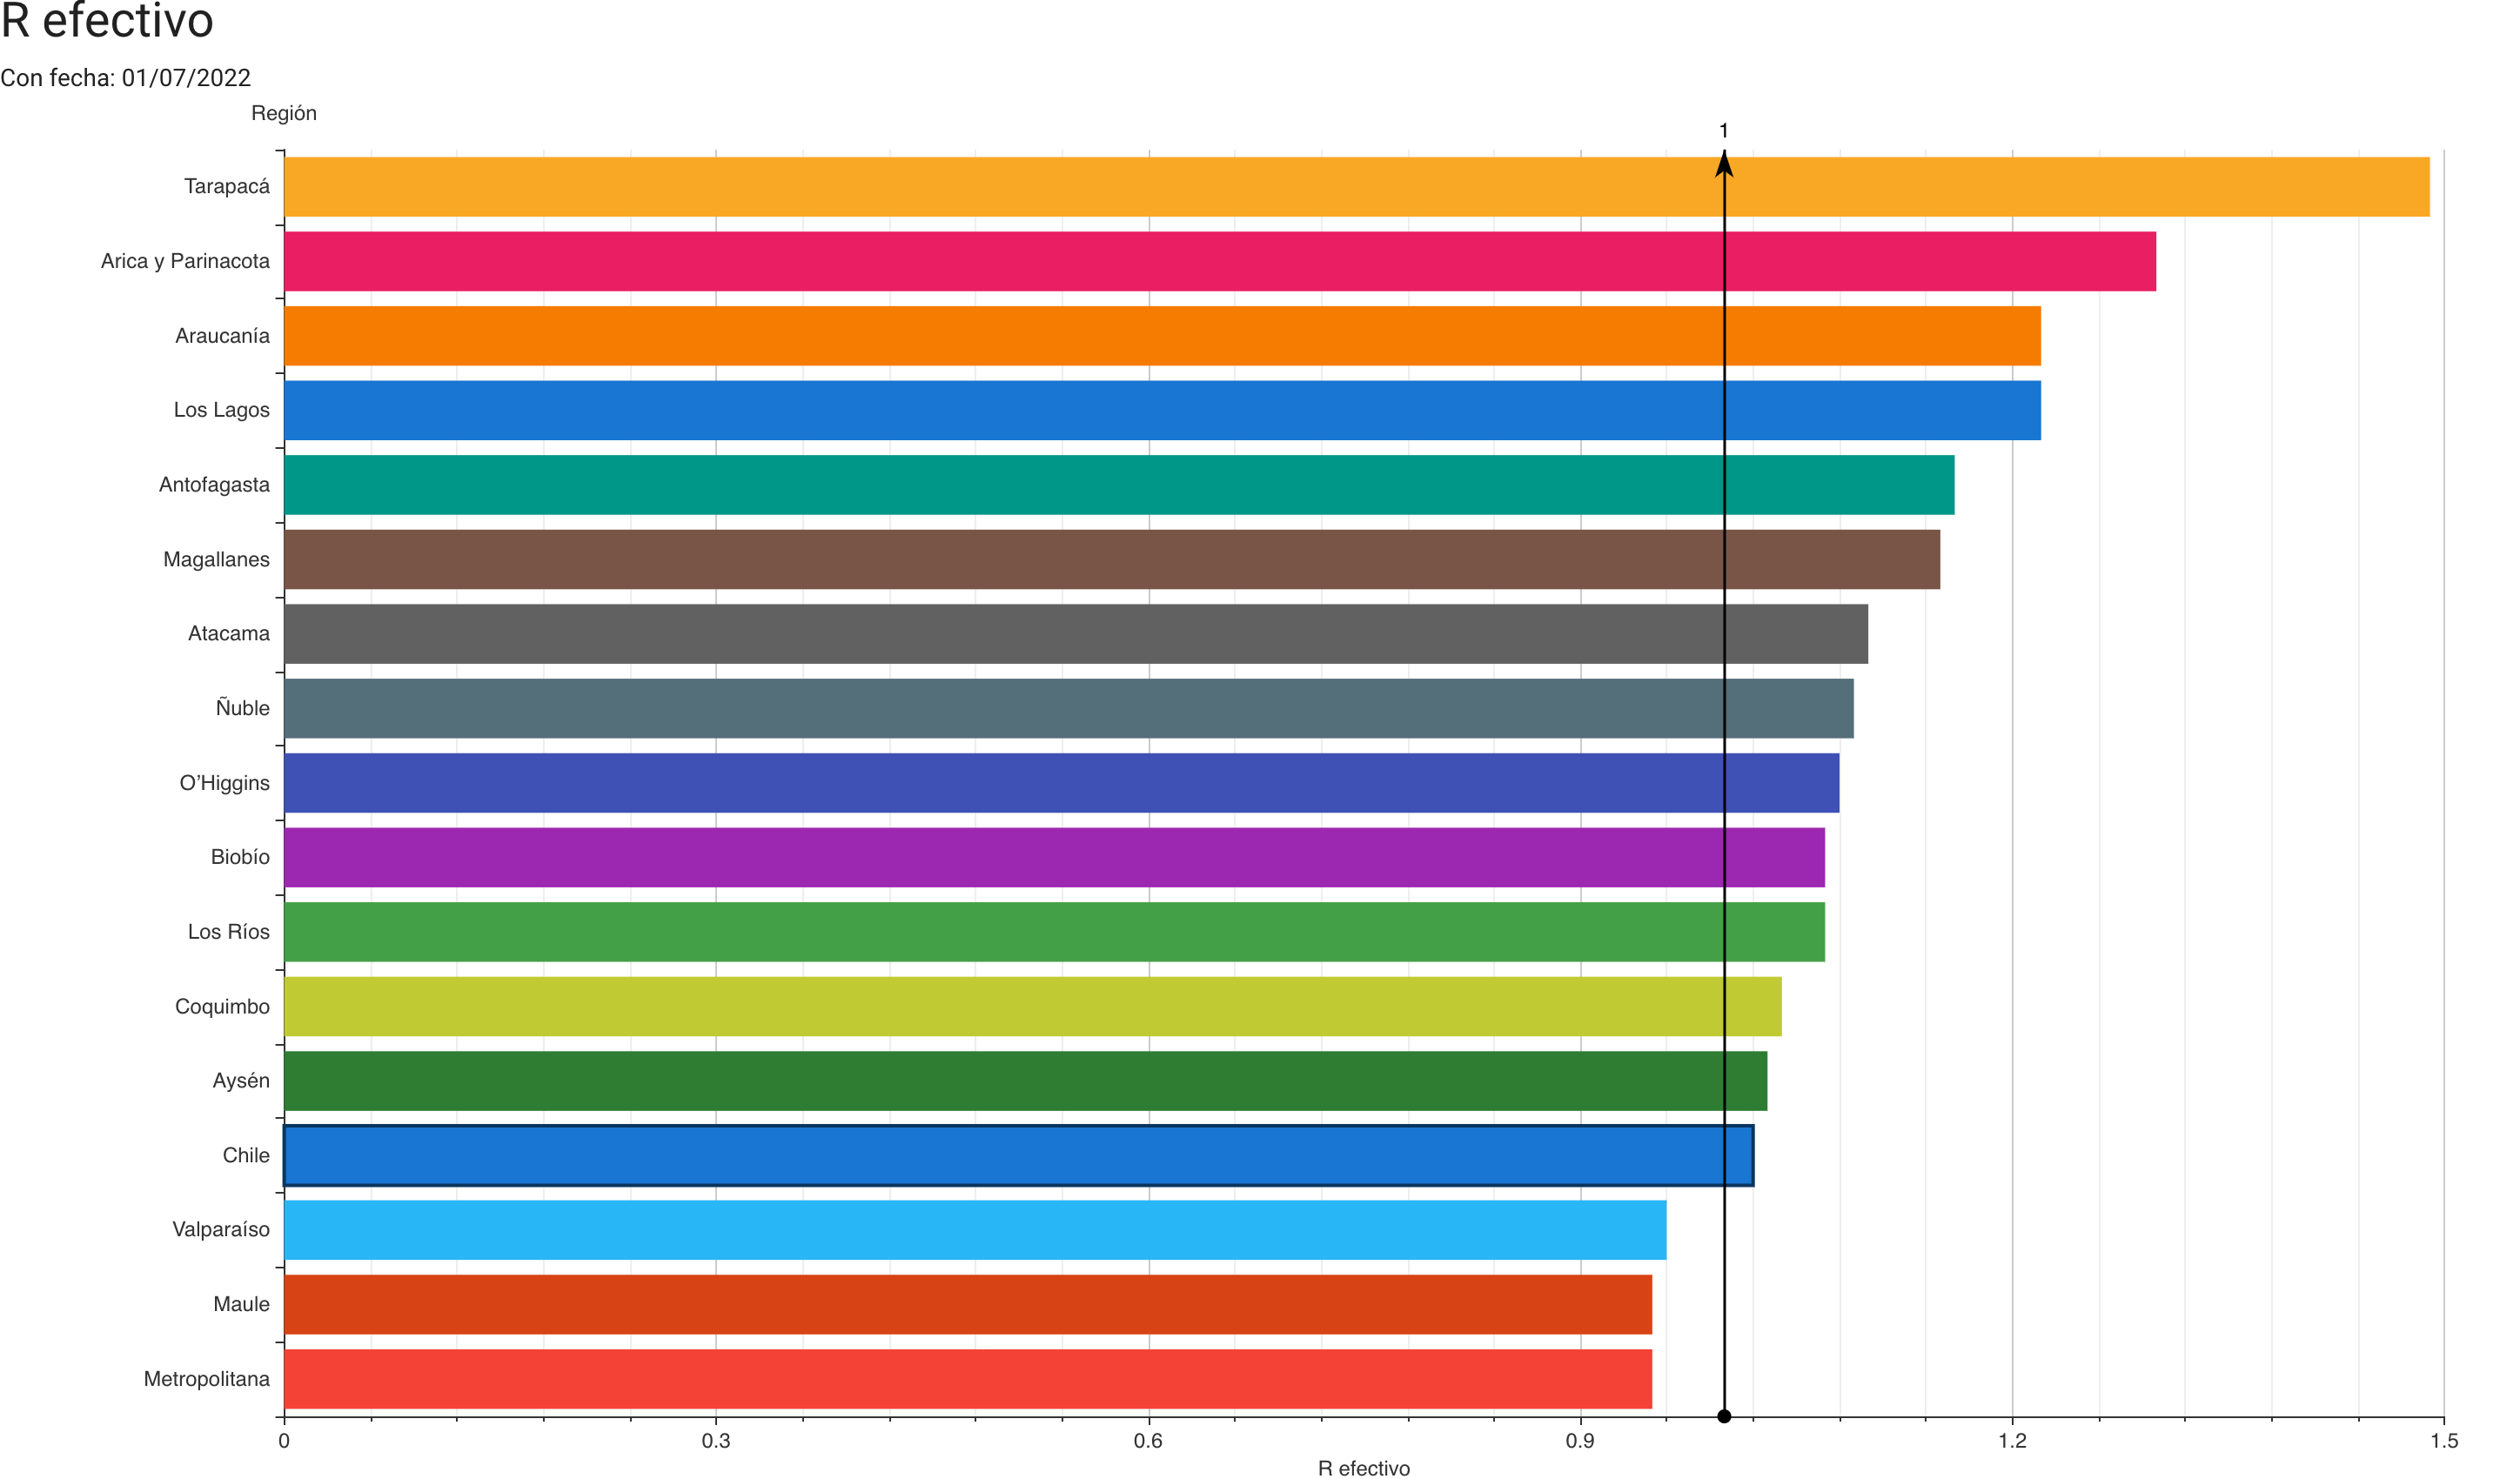 R efectivo
Con fecha: 01/07/2022
Región
1
Tarapacá
Arica y Parinacota
Araucanía
Los Lagos
Antofagasta
Magallanes
Atacama
Ñuble
O’Higgins
Biobío
Los Ríos
Coquimbo
Aysén
Chile
Valparaíso
Maule
Metropolitana
0 0.3 0.6 0.9 1.2 1.5
R efectivo